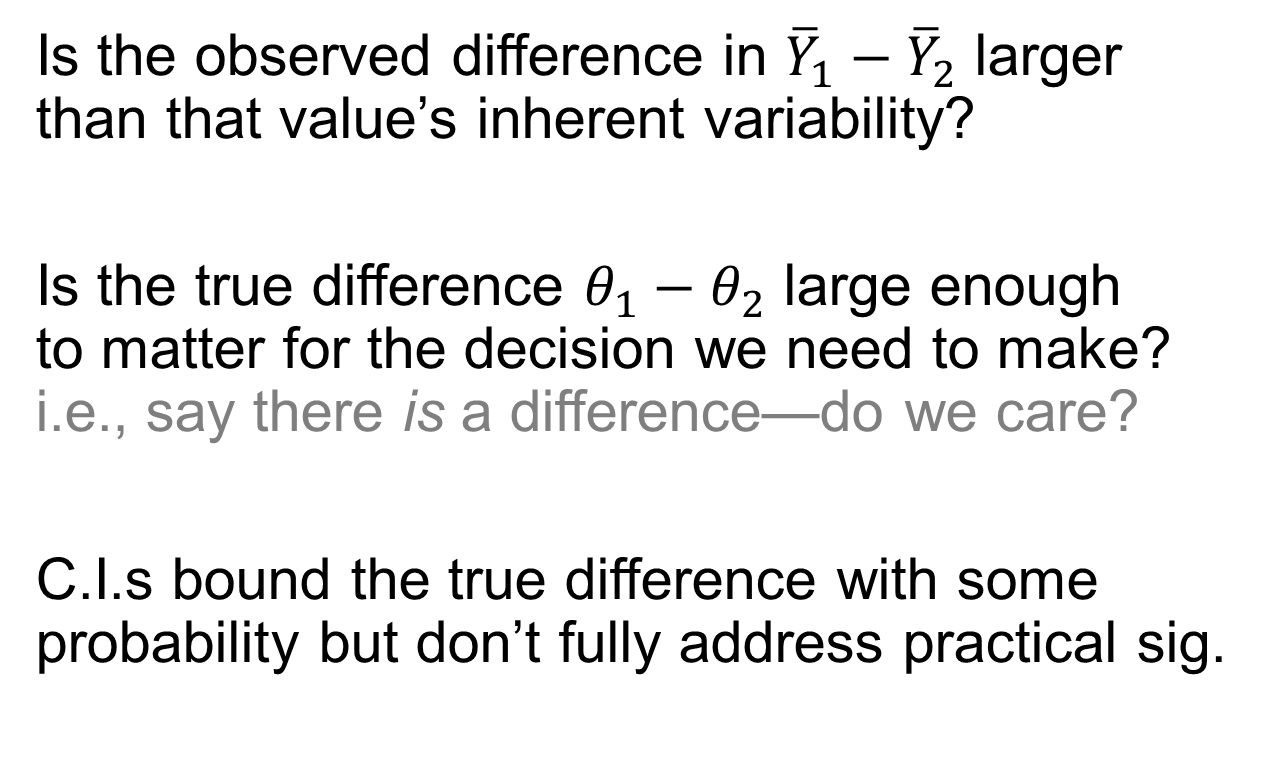 Is the observed difference in Ȳ₁ − Ȳ₂ larger
than that value’s inherent variability?
Is the true difference θ₁ − θ₂ large enough
to matter for the decision we need to make?
i.e., say there is a difference—do we care?
C.I.s bound the true difference with some
probability but don’t fully address practical sig.